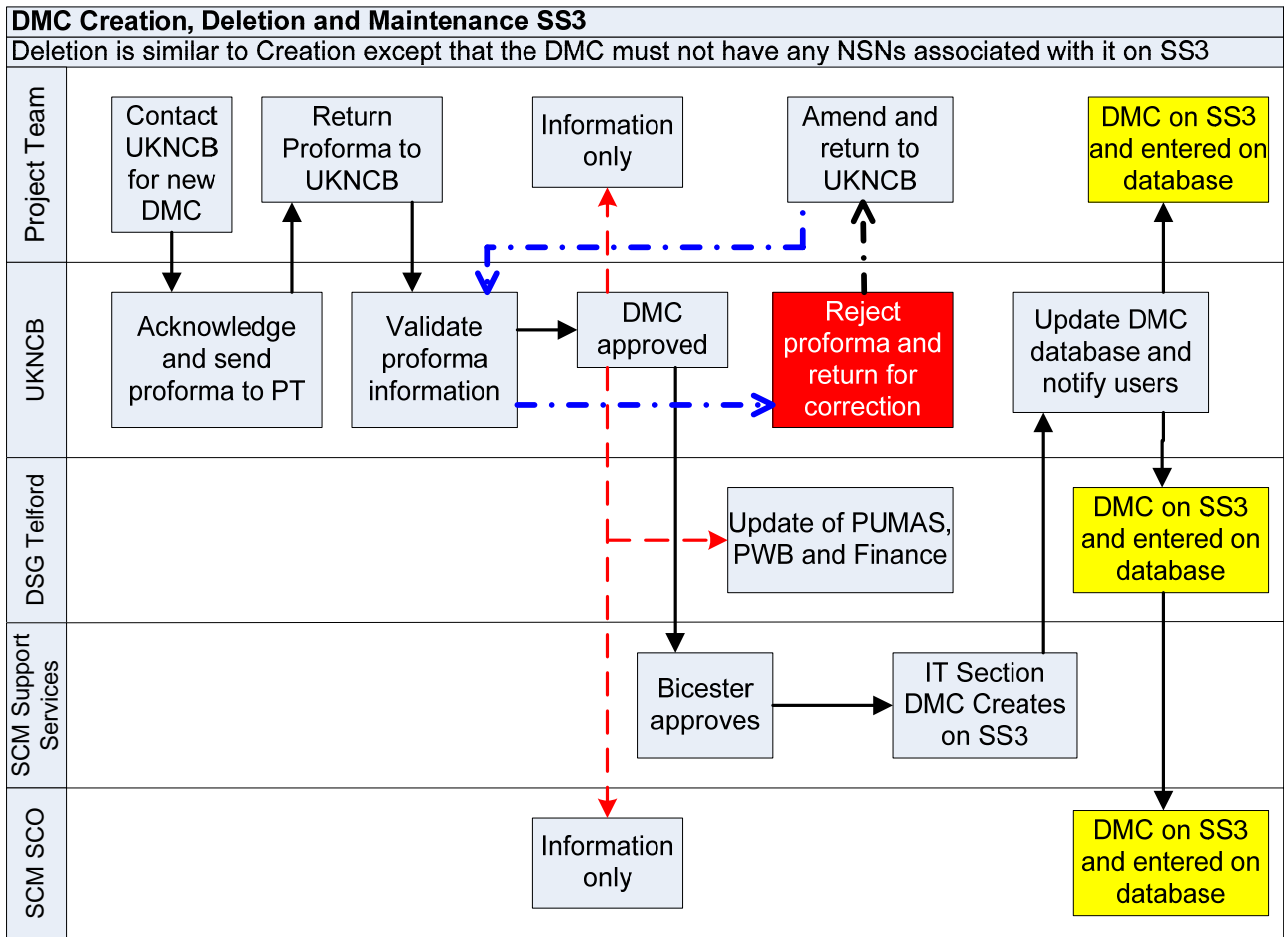 DMC Creation, Deletion and Maintenance SS3
Deletion is similar to Creation except that the DMC must not have any NSNs associated with it on SS3
Project Team
Contact
UKNCB
for new
DMC
Return
Proforma to
UKNCB
Information
only
Amend and
return to
UKNCB
DMC on SS3
and entered on
database
UKNCB
Acknowledge
and send
proforma to PT
Validate
proforma
information
DMC
approved
Reject
proforma and
return for
correction
Update DMC
database and
notify users
DSG Telford
Update of PUMAS,
PWB and Finance
DMC on SS3
and entered on
database
SCM Support
Services
Bicester
approves
IT Section
DMC Creates
on SS3
SCM SCO
Information
only
DMC on SS3
and entered on
database